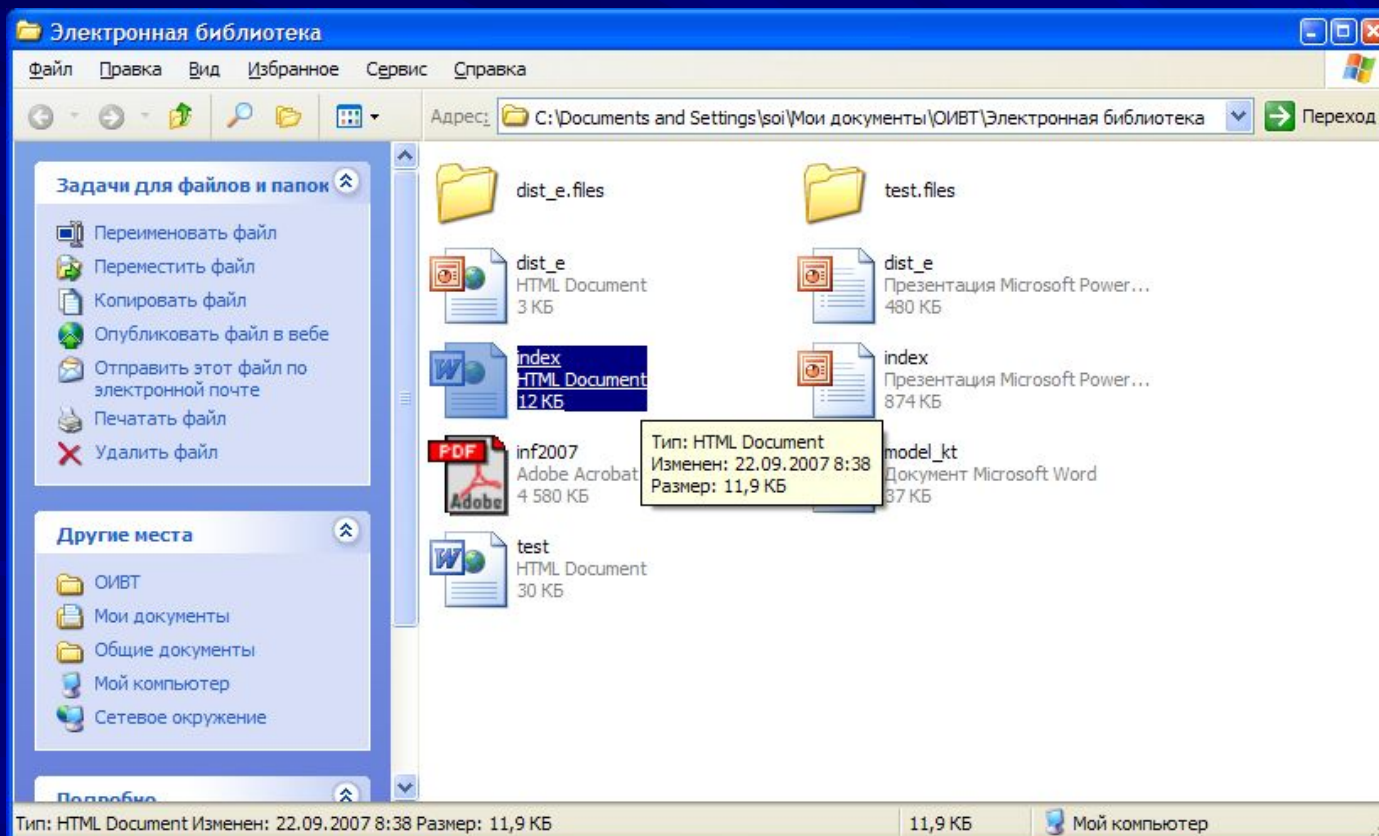 Электронная библиотека
Файл Правка Вид Избранное Сервис Справка
Адрес: C:\Documents and Settings\soi\Мои документы\ОИВТ\Электронная библиотека Переход
Задачи для файлов и папок
Переименовать файл
Переместить файл
Копировать файл
Опубликовать файл в вебе
Отправить этот файл по
электронной почте
Печатать файл
Удалить файл
Другие места
ОИВТ
Мои документы
Общие документы
Мой компьютер
Сетевое окружение
Подробно
dist_e.files
test.files
dist_e
HTML Document
3 КБ
dist_e
Презентация Microsoft Power...
480 КБ
index
HTML Document
12 КБ
index
Презентация Microsoft Power...
874 КБ
PDF
Adobe
inf2007
Adobe Acrobat
4 580 КБ
model_kt
Документ Microsoft Word
37 КБ
Тип: HTML Document
Изменен: 22.09.2007 8:38
Размер: 11,9 КБ
test
HTML Document
30 КБ
Тип: HTML Document Изменен: 22.09.2007 8:38 Размер: 11,9 КБ 11,9 КБ Мой компьютер